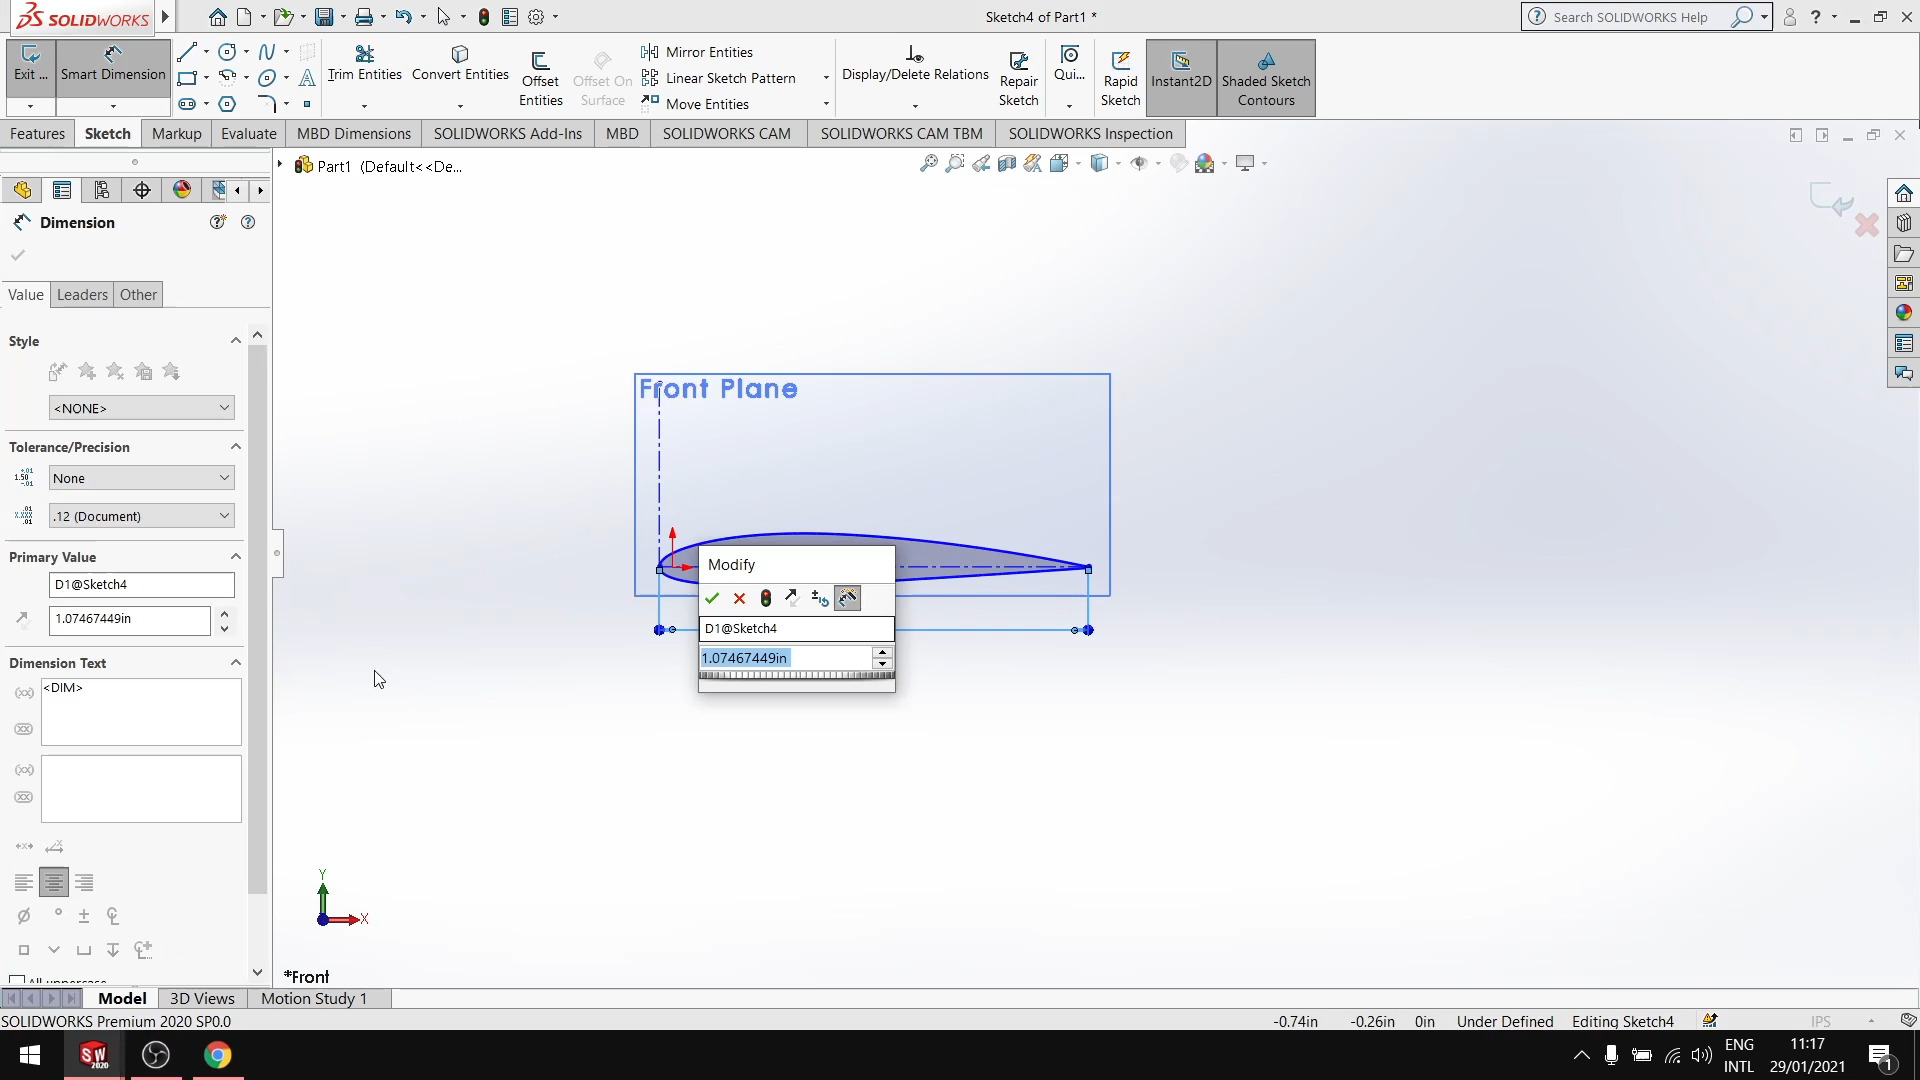 SOLIDWORKS
Sketch4 of Part1 *
Search SOLIDWORKS Help
Exit ...
Smart Dimension
Trim Entities
Convert Entities
Offset Entities
Offset On Surface
Mirror Entities
Linear Sketch Pattern
Move Entities
Display/Delete Relations
Repair Sketch
Qui...
Rapid Sketch
Instant2D
Shaded Sketch Contours
Features
Sketch
Markup
Evaluate
MBD Dimensions
SOLIDWORKS Add-Ins
MBD
SOLIDWORKS CAM
SOLIDWORKS CAM TBM
SOLIDWORKS Inspection
Part1 (Default<<De...
Dimension
Value
Leaders
Other
Style
<NONE>
Tolerance/Precision
None
.12 (Document)
Primary Value
D1@Sketch4
1.07467449in
Dimension Text
<DIM>
All uppercase
Front Plane
Modify
D1@Sketch4
1.07467449in
Y
X
*Front
Model
3D Views
Motion Study 1
SOLIDWORKS Premium 2020 SP0.0
-0.74in
-0.26in
0in
Under Defined
Editing Sketch4
IPS
SW
2020
ENG
INTL
11:17
29/01/2021
1